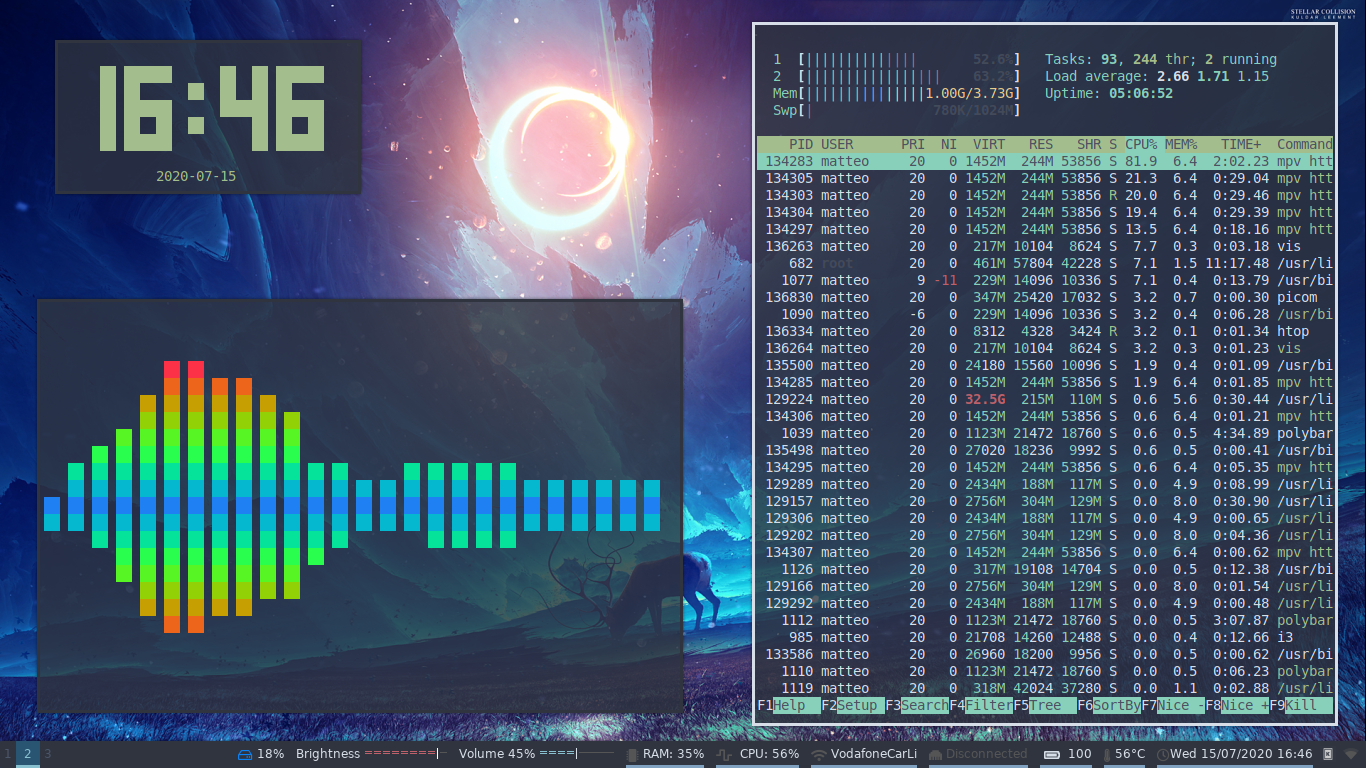 STELLAR COLLISION
KULDAR LEEMENT
16:46
2020-07-15
1 [|||||||||||||| 52.6%] Tasks: 93, 244 thr; 2 running
2 [||||||||||||||||| 63.2%] Load average: 2.66 1.71 1.15
Mem[|||||||||||||||1.00G/3.73G] Uptime: 05:06:52
Swp[| 780K/1024M]
PID USER PRI NI VIRT RES SHR S CPU% MEM% TIME+ Command
134283 matteo 20 0 1452M 244M 53856 S 81.9 6.4 2:02.23 mpv htt
134305 matteo 20 0 1452M 244M 53856 S 21.3 6.4 0:29.04 mpv htt
134303 matteo 20 0 1452M 244M 53856 R 20.0 6.4 0:29.46 mpv htt
134304 matteo 20 0 1452M 244M 53856 S 19.4 6.4 0:29.39 mpv htt
134297 matteo 20 0 1452M 244M 53856 S 13.5 6.4 0:18.16 mpv htt
136263 matteo 20 0 217M 10104 8624 S 7.7 0.3 0:03.18 vis
682 root 20 0 461M 57804 42228 S 7.1 1.5 11:17.48 /usr/li
1077 matteo 9 -11 229M 14096 10336 S 7.1 0.4 0:13.79 /usr/bi
136830 matteo 20 0 347M 25420 17032 S 3.2 0.7 0:00.30 picom
1090 matteo -6 0 229M 14096 10336 S 3.2 0.4 0:06.28 /usr/bi
136334 matteo 20 0 8312 4328 3424 R 3.2 0.1 0:01.34 htop
136264 matteo 20 0 217M 10104 8624 S 3.2 0.3 0:01.23 vis
135500 matteo 20 0 24180 15560 10096 S 1.9 0.4 0:01.09 /usr/bi
134285 matteo 20 0 1452M 244M 53856 S 1.9 6.4 0:01.85 mpv htt
129224 matteo 20 0 32.5G 215M 110M S 0.6 5.6 0:30.44 /usr/li
134306 matteo 20 0 1452M 244M 53856 S 0.6 6.4 0:01.21 mpv htt
1039 matteo 20 0 1123M 21472 18760 S 0.6 0.5 4:34.89 polybar
135498 matteo 20 0 27020 18236 9992 S 0.6 0.5 0:00.41 /usr/bi
134295 matteo 20 0 1452M 244M 53856 S 0.6 6.4 0:05.35 mpv htt
129289 matteo 20 0 2434M 188M 117M S 0.0 4.9 0:08.99 /usr/li
129157 matteo 20 0 2756M 304M 129M S 0.0 8.0 0:30.90 /usr/li
129306 matteo 20 0 2434M 188M 117M S 0.0 4.9 0:00.65 /usr/li
129202 matteo 20 0 2756M 304M 129M S 0.0 8.0 0:04.36 /usr/li
134307 matteo 20 0 1452M 244M 53856 S 0.0 6.4 0:00.62 mpv htt
1126 matteo 20 0 317M 19108 14704 S 0.0 0.5 0:12.38 /usr/bi
129166 matteo 20 0 2756M 304M 129M S 0.0 8.0 0:01.54 /usr/li
129292 matteo 20 0 2434M 188M 117M S 0.0 4.9 0:00.48 /usr/li
1112 matteo 20 0 1123M 21472 18760 S 0.0 0.5 3:07.87 polybar
985 matteo 20 0 21708 14260 12488 S 0.0 0.4 0:12.66 i3
133586 matteo 20 0 26960 18200 9956 S 0.0 0.5 0:00.62 /usr/bi
1110 matteo 20 0 1123M 21472 18760 S 0.0 0.5 0:06.23 polybar
1119 matteo 20 0 318M 42024 37280 S 0.0 1.1 0:02.88 /usr/li
F1Help F2Setup F3SearchF4FilterF5Tree F6SortByF7Nice -F8Nice +F9Kill
1 2 3 18% Brightness ========| Volume 45% ====| RAM: 35% CPU: 56% VodafoneCarLi Disconnected 100 56°C Wed 15/07/2020 16:46